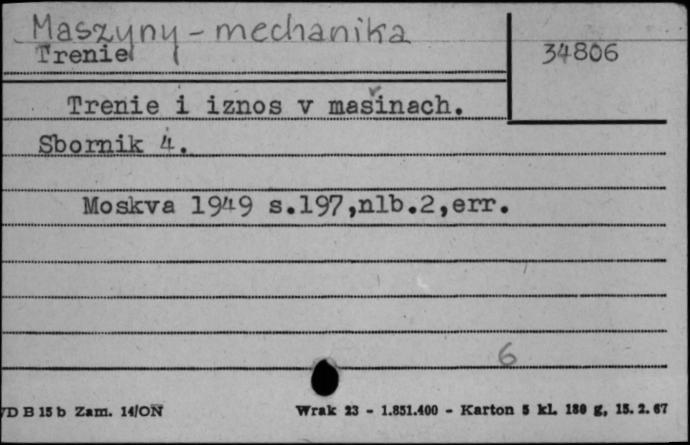 Maszyny - mechanika
Trenie
34806
Trenie i iznos v mašinach.
Sbornik 4.
Moskva 1949 s.197,nlb.2,err.
6
D B 15 b Zam. 14/ON Wrak 23 - 1.851.400 - Karton 5 kl. 180 g, 15. 2. 67